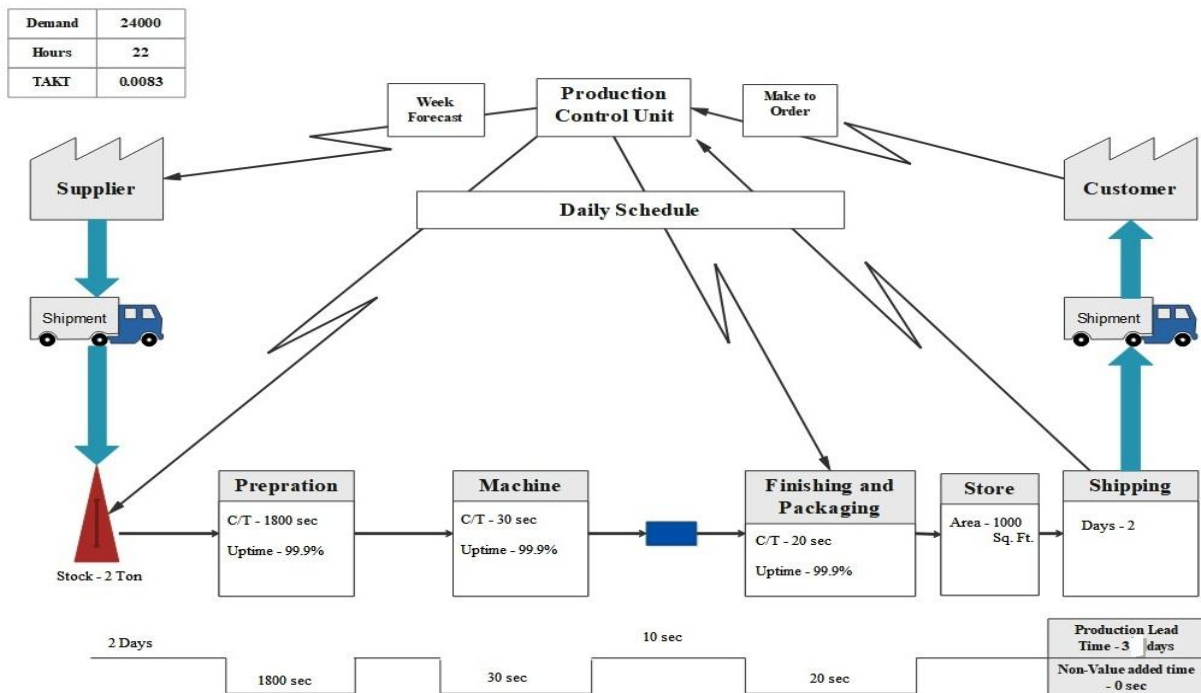 Demand 24000
Hours 22
TAKT 0.0083
Week
Forecast
Production
Control Unit
Make to
Order
Supplier
Customer
Daily Schedule
Shipment
Shipment
Prepration
C/T - 1800 sec
Uptime - 99.9%
Machine
C/T - 30 sec
Uptime - 99.9%
Finishing and
Packaging
C/T - 20 sec
Uptime - 99.9%
Store
Area - 1000
Sq. Ft.
Shipping
Days - 2
Stock - 2 Ton
2 Days
1800 sec
30 sec
10 sec
20 sec
Production Lead
Time - 3 days
Non-Value added time
- 0 sec